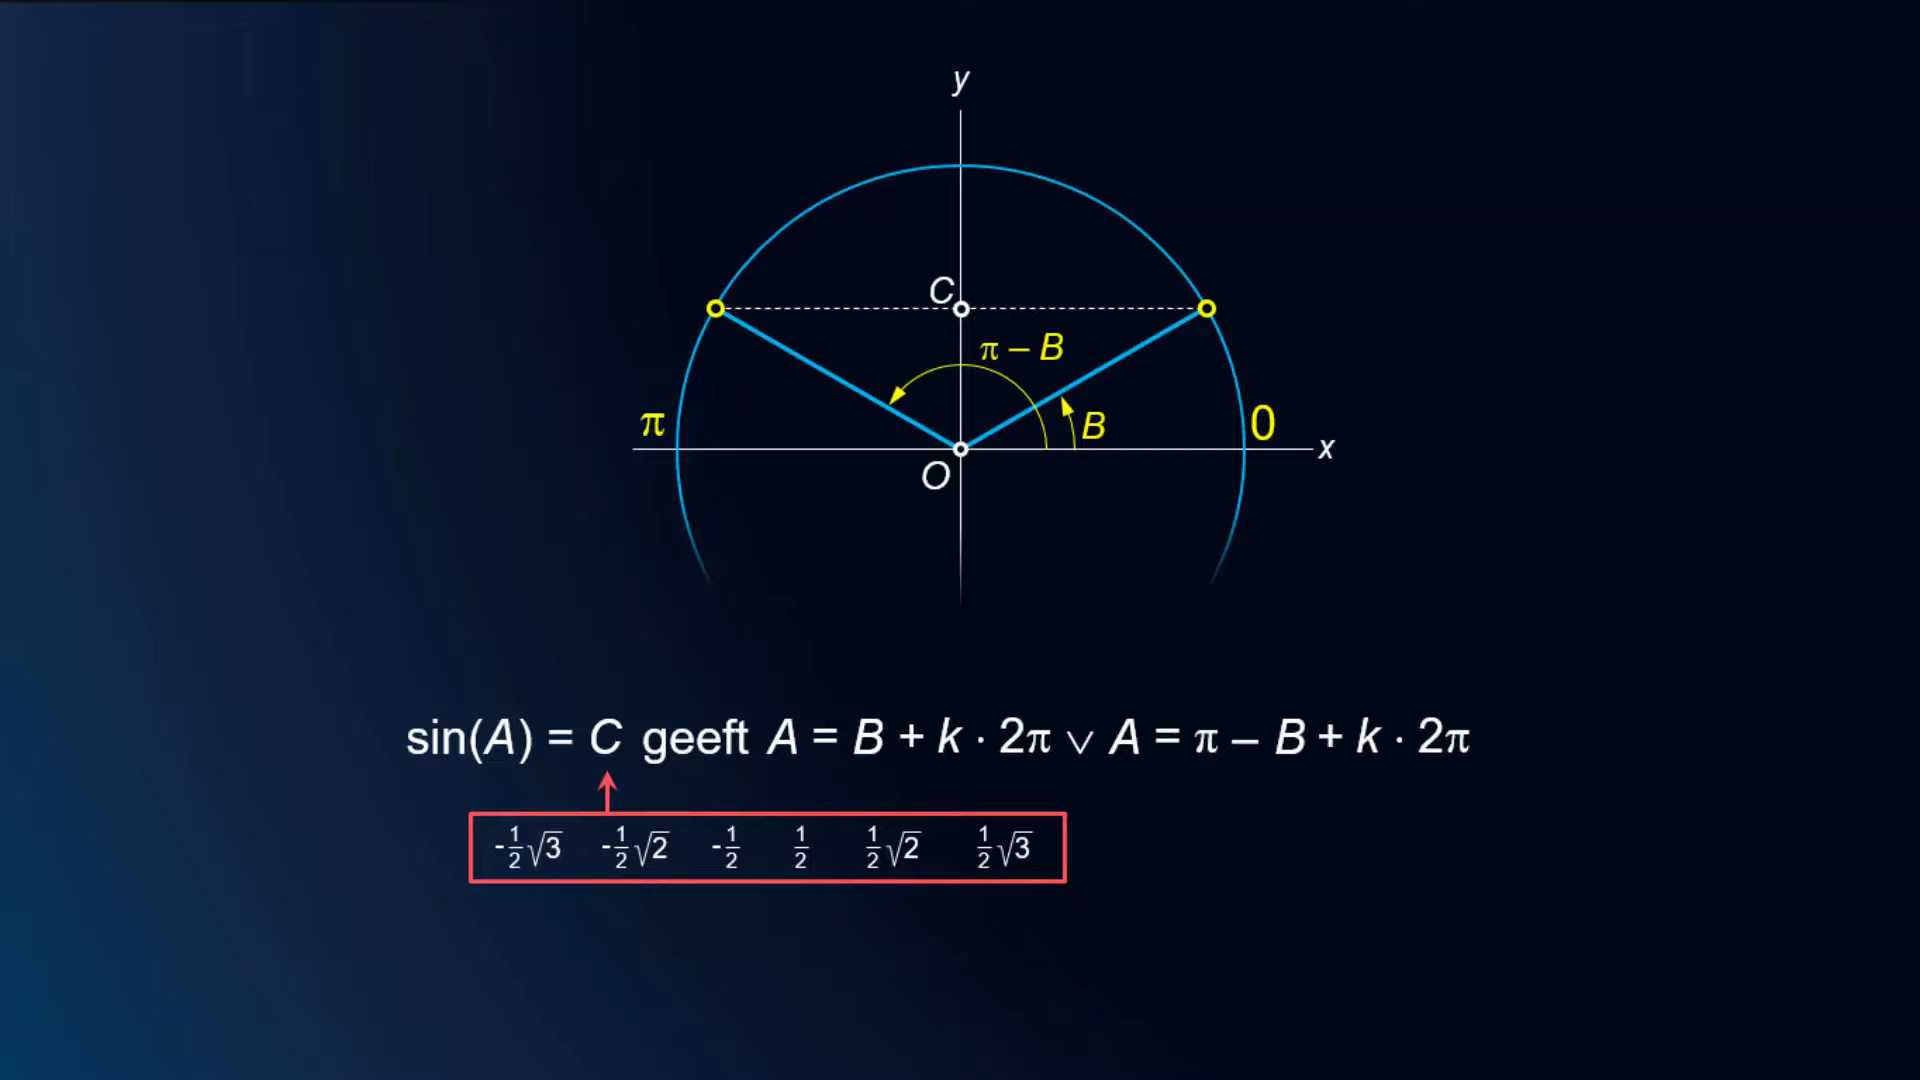 y
C
π – B
π
B
0
x
O
sin(A) = C geeft A = B + k · 2π ∨ A = π – B + k · 2π
-½√3 -½√2 -½ ½ ½√2 ½√3